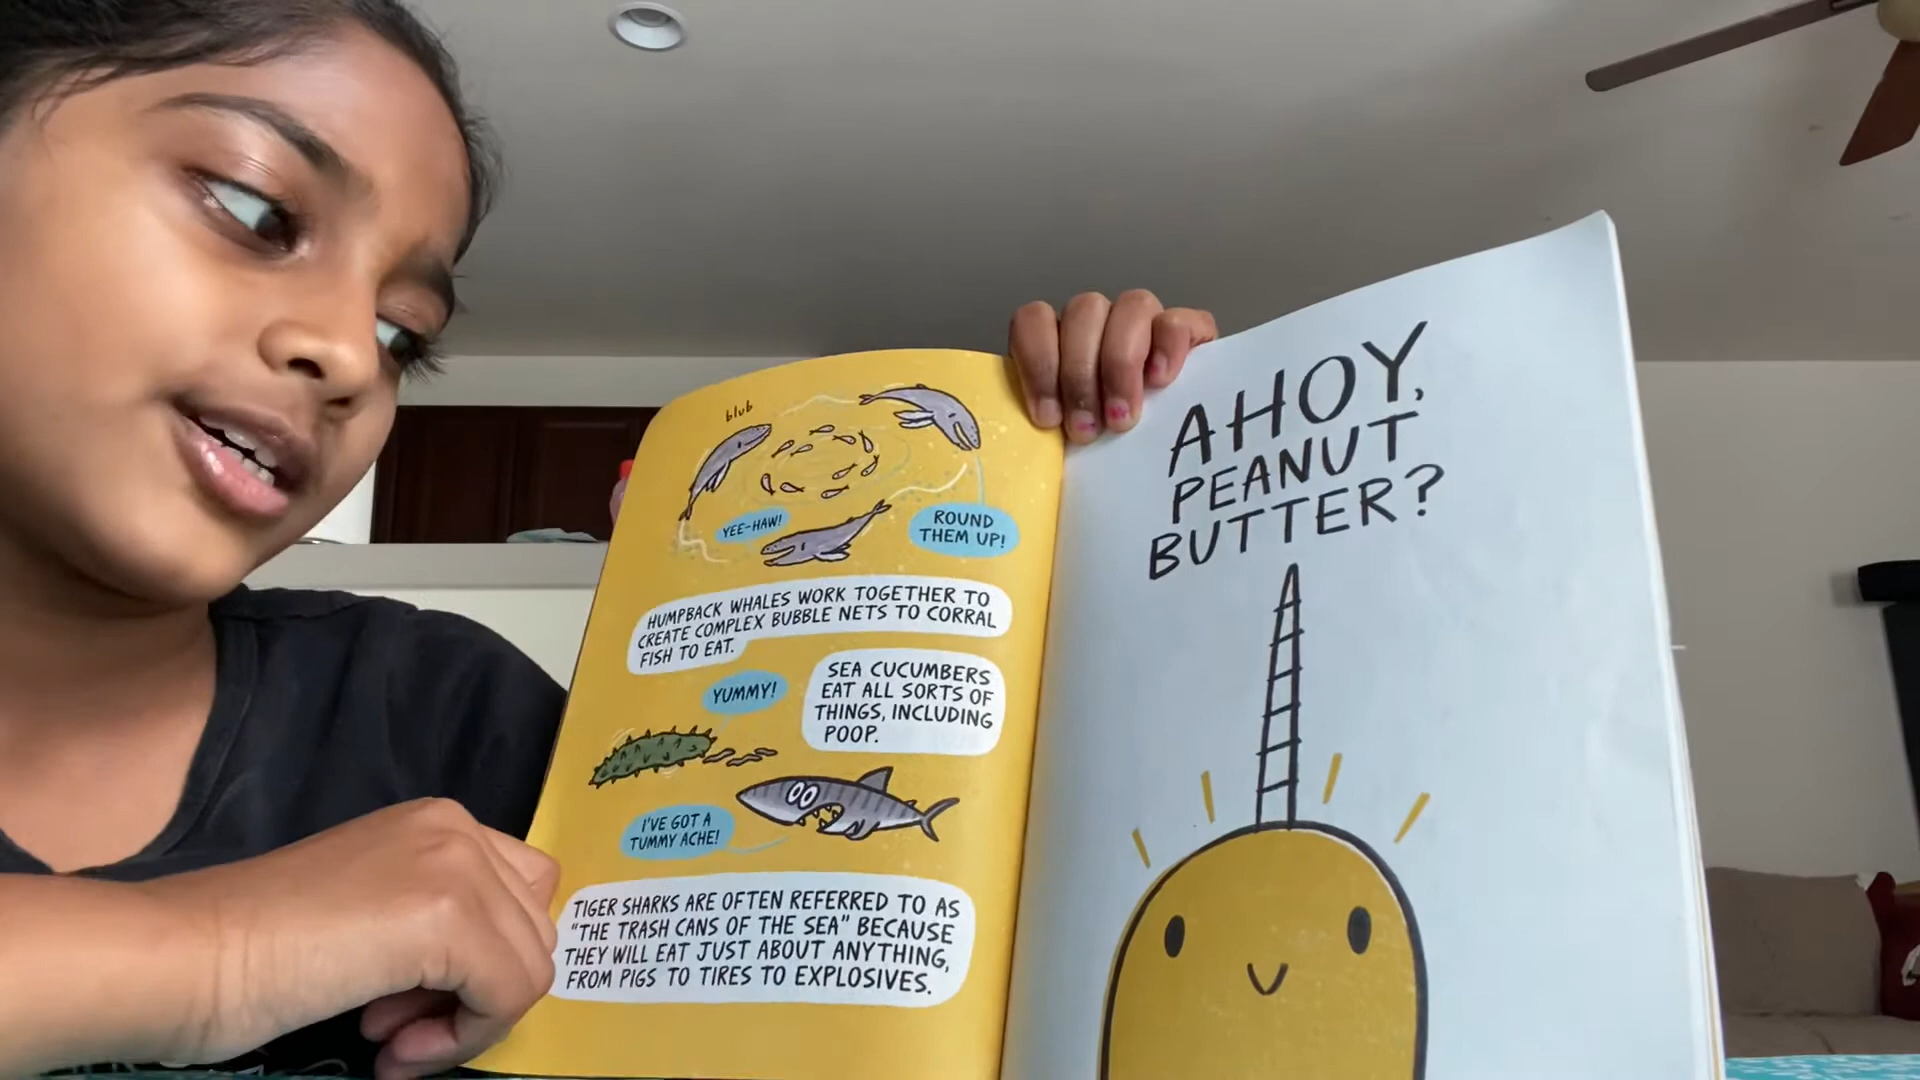 blub
YEE-HAW!
ROUND
THEM UP!
HUMPBACK WHALES WORK TOGETHER TO
CREATE COMPLEX BUBBLE NETS TO CORRAL
FISH TO EAT.
YUMMY!
SEA CUCUMBERS
EAT ALL SORTS OF
THINGS, INCLUDING
POOP.
I'VE GOT A
TUMMY ACHE!
TIGER SHARKS ARE OFTEN REFERRED TO AS
"THE TRASH CANS OF THE SEA" BECAUSE
THEY WILL EAT JUST ABOUT ANYTHING,
FROM PIGS TO TIRES TO EXPLOSIVES.
AHOY,
PEANUT
BUTTER?